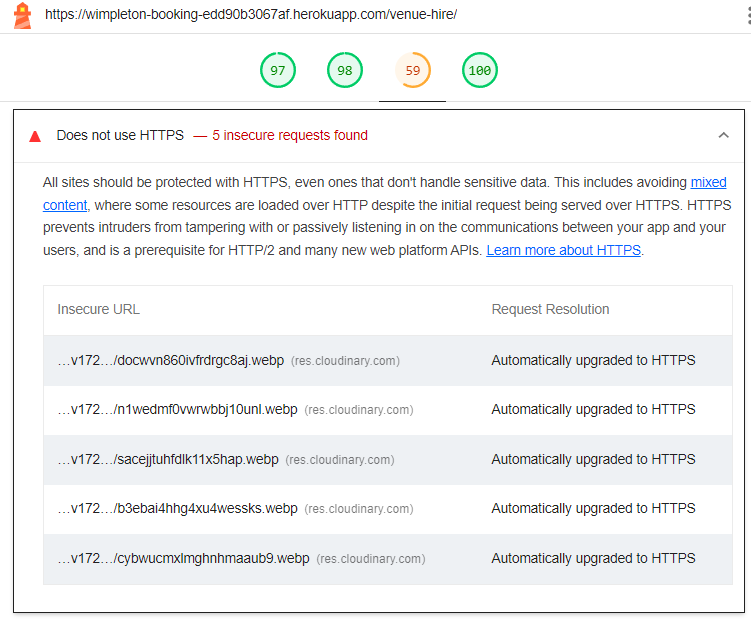 https://wimpleton-booking-edd90b3067af.herokuapp.com/venue-hire/
97 98 59 100
Does not use HTTPS — 5 insecure requests found
All sites should be protected with HTTPS, even ones that don't handle sensitive data. This includes avoiding mixed
content, where some resources are loaded over HTTP despite the initial request being served over HTTPS. HTTPS
prevents intruders from tampering with or passively listening in on the communications between your app and your
users, and is a prerequisite for HTTP/2 and many new web platform APIs. Learn more about HTTPS.
Insecure URL Request Resolution
…v172…/docwvn860ivfrdrgc8aj.webp (res.cloudinary.com) Automatically upgraded to HTTPS
…v172…/n1wedmf0vwrwbbj10unl.webp (res.cloudinary.com) Automatically upgraded to HTTPS
…v172…/sacejjtuhfdlk11x5hap.webp (res.cloudinary.com) Automatically upgraded to HTTPS
…v172…/b3ebai4hhg4xu4wessks.webp (res.cloudinary.com) Automatically upgraded to HTTPS
…v172…/cybwucmxlmghnhmaaub9.webp (res.cloudinary.com) Automatically upgraded to HTTPS